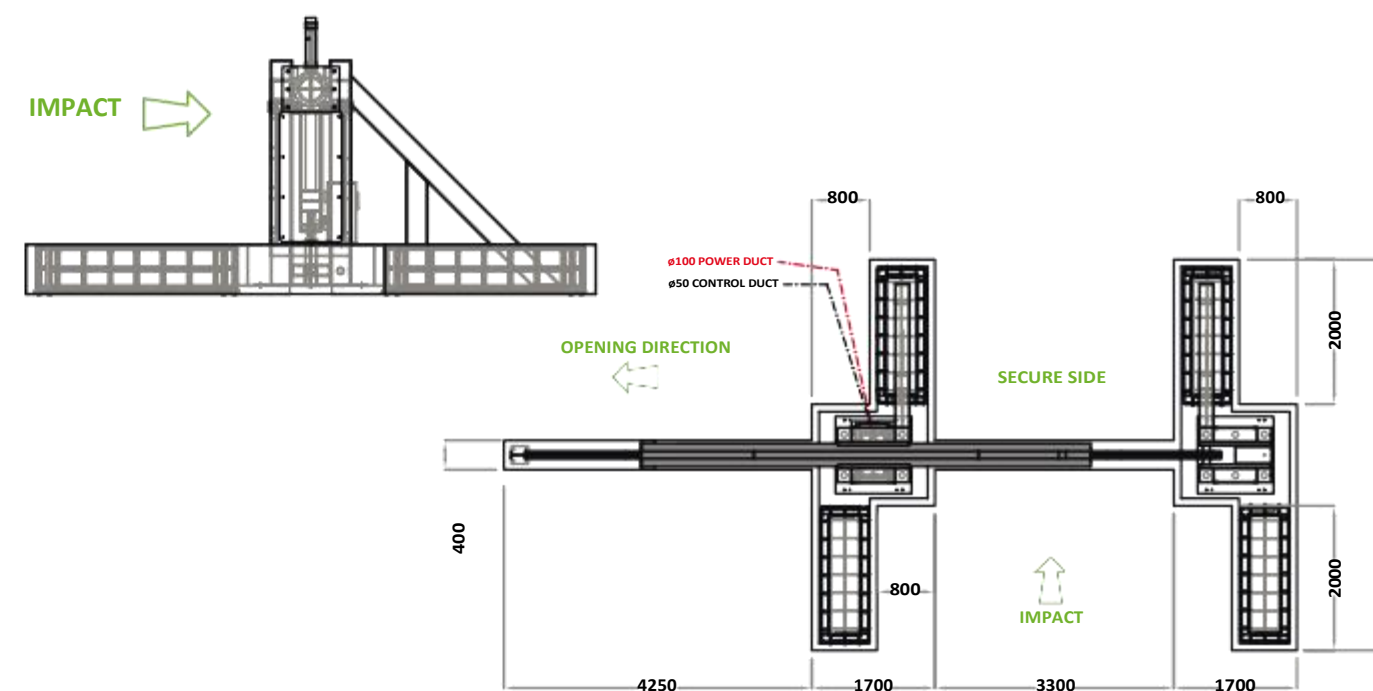 IMPACT
800
800
ø100 POWER DUCT
ø50 CONTROL DUCT
2000
OPENING DIRECTION
SECURE SIDE
400
800
2000
IMPACT
4250
1700
3300
1700